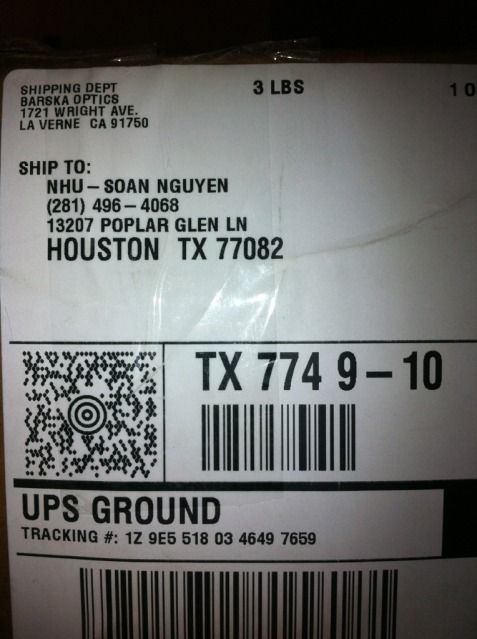 SHIPPING DEPT
BARSKA OPTICS
1721 WRIGHT AVE.
LA VERNE CA 91750
3 LBS
10
SHIP TO:
NHU - SOAN NGUYEN
(281) 496 - 4068
13207 POPLAR GLEN LN
HOUSTON TX 77082
TX 774 9 - 10
UPS GROUND
TRACKING #: 1Z 9E5 518 03 4649 7659